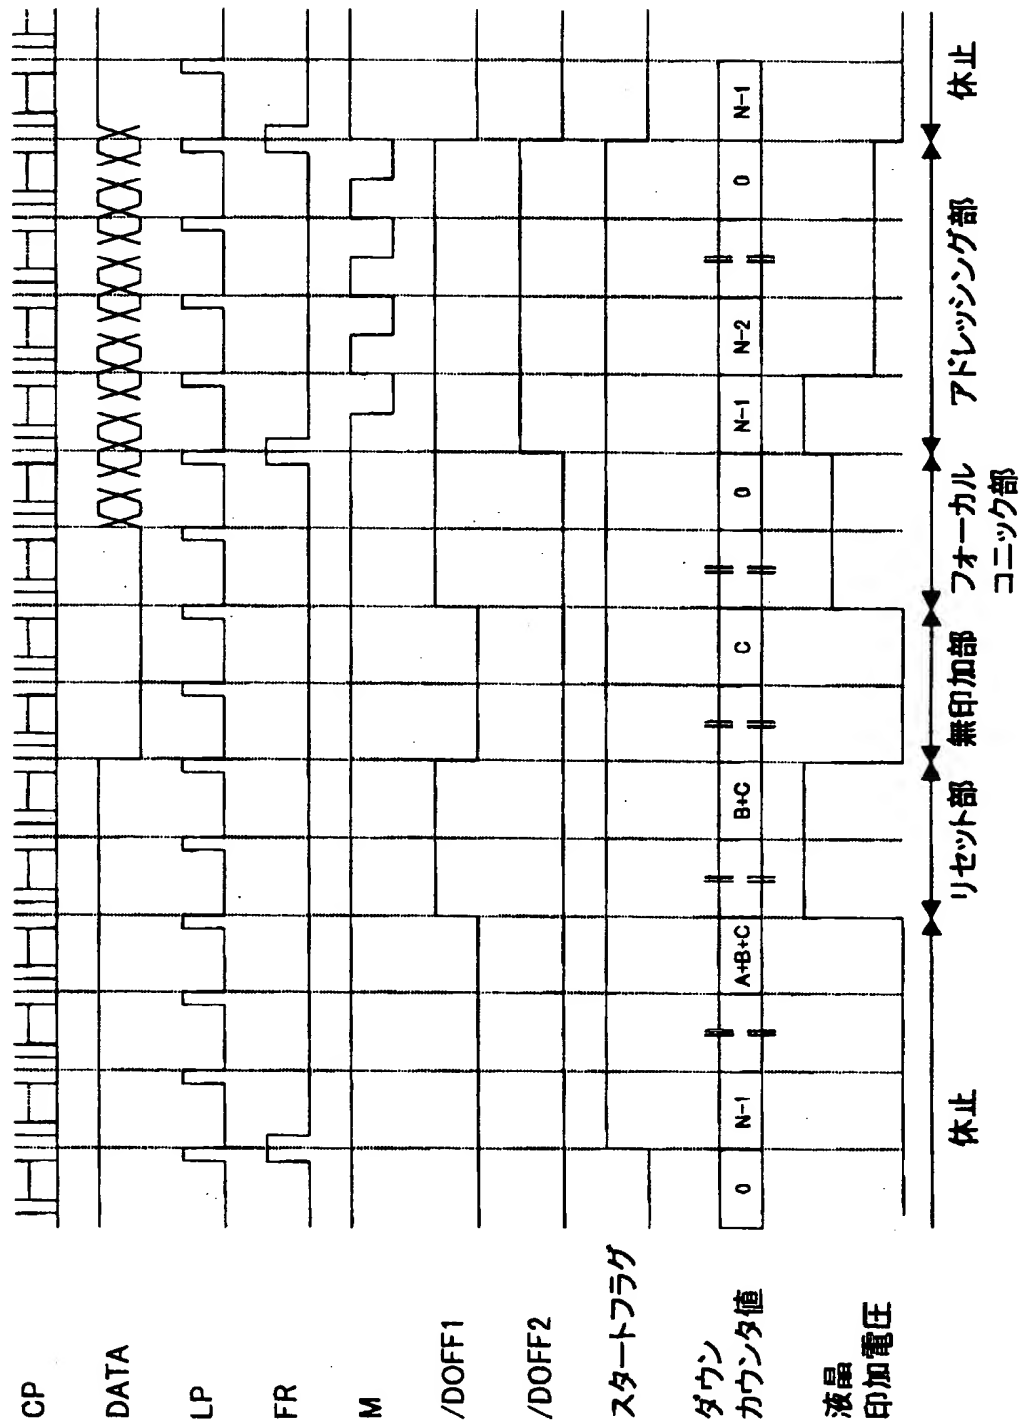 CP
DATA
LP
FR
M
/DOFF1
/DOFF2
スタートフラグ
ダウン
カウンタ値
0
N-1
A+B+C
B+C
C
0
N-1
N-2
0
N-1
液晶
印加電圧
休止
リセット部
無印加部
フォーカル
コニック部
アドレッシング部
休止